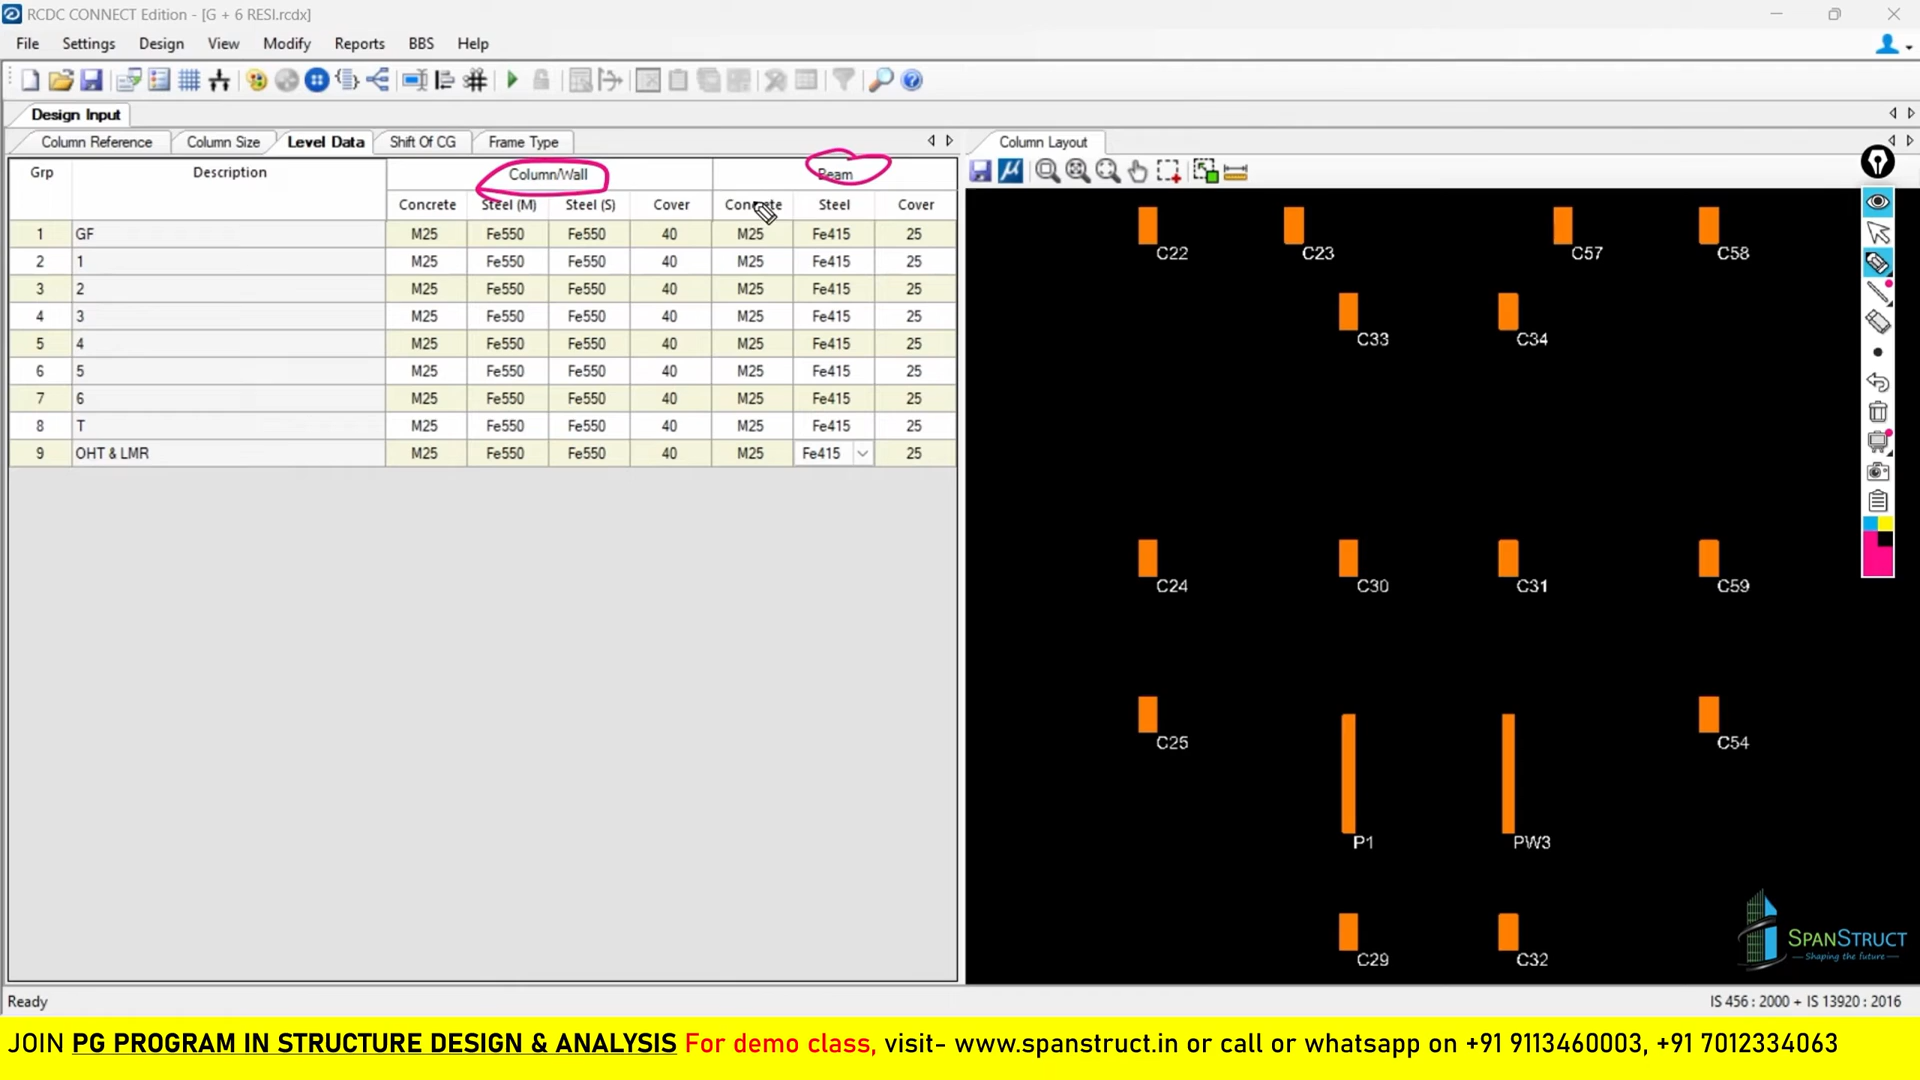 RCDC CONNECT Edition - [G + 6 RESI.rcdx]
File Settings Design View Modify Reports BBS Help
Design Input
Column Reference Column Size Level Data Shift Of CG Frame Type
Column Layout
Grp Description Column/Wall Beam
Concrete Steel (M) Steel (S) Cover Concrete Steel Cover
1 GF M25 Fe550 Fe550 40 M25 Fe415 25
2 1 M25 Fe550 Fe550 40 M25 Fe415 25
3 2 M25 Fe550 Fe550 40 M25 Fe415 25
4 3 M25 Fe550 Fe550 40 M25 Fe415 25
5 4 M25 Fe550 Fe550 40 M25 Fe415 25
6 5 M25 Fe550 Fe550 40 M25 Fe415 25
7 6 M25 Fe550 Fe550 40 M25 Fe415 25
8 T M25 Fe550 Fe550 40 M25 Fe415 25
9 OHT & LMR M25 Fe550 Fe550 40 M25 Fe415 25
C22 C23 C57 C58
C33 C34
C24 C30 C31 C59
C25 C54
P1 PW3
C29 C32
SPANSTRUCT
Shaping the future
Ready
IS 456 : 2000 + IS 13920 : 2016
JOIN PG PROGRAM IN STRUCTURE DESIGN & ANALYSIS For demo class, visit- www.spanstruct.in or call or whatsapp on +91 9113460003, +91 7012334063